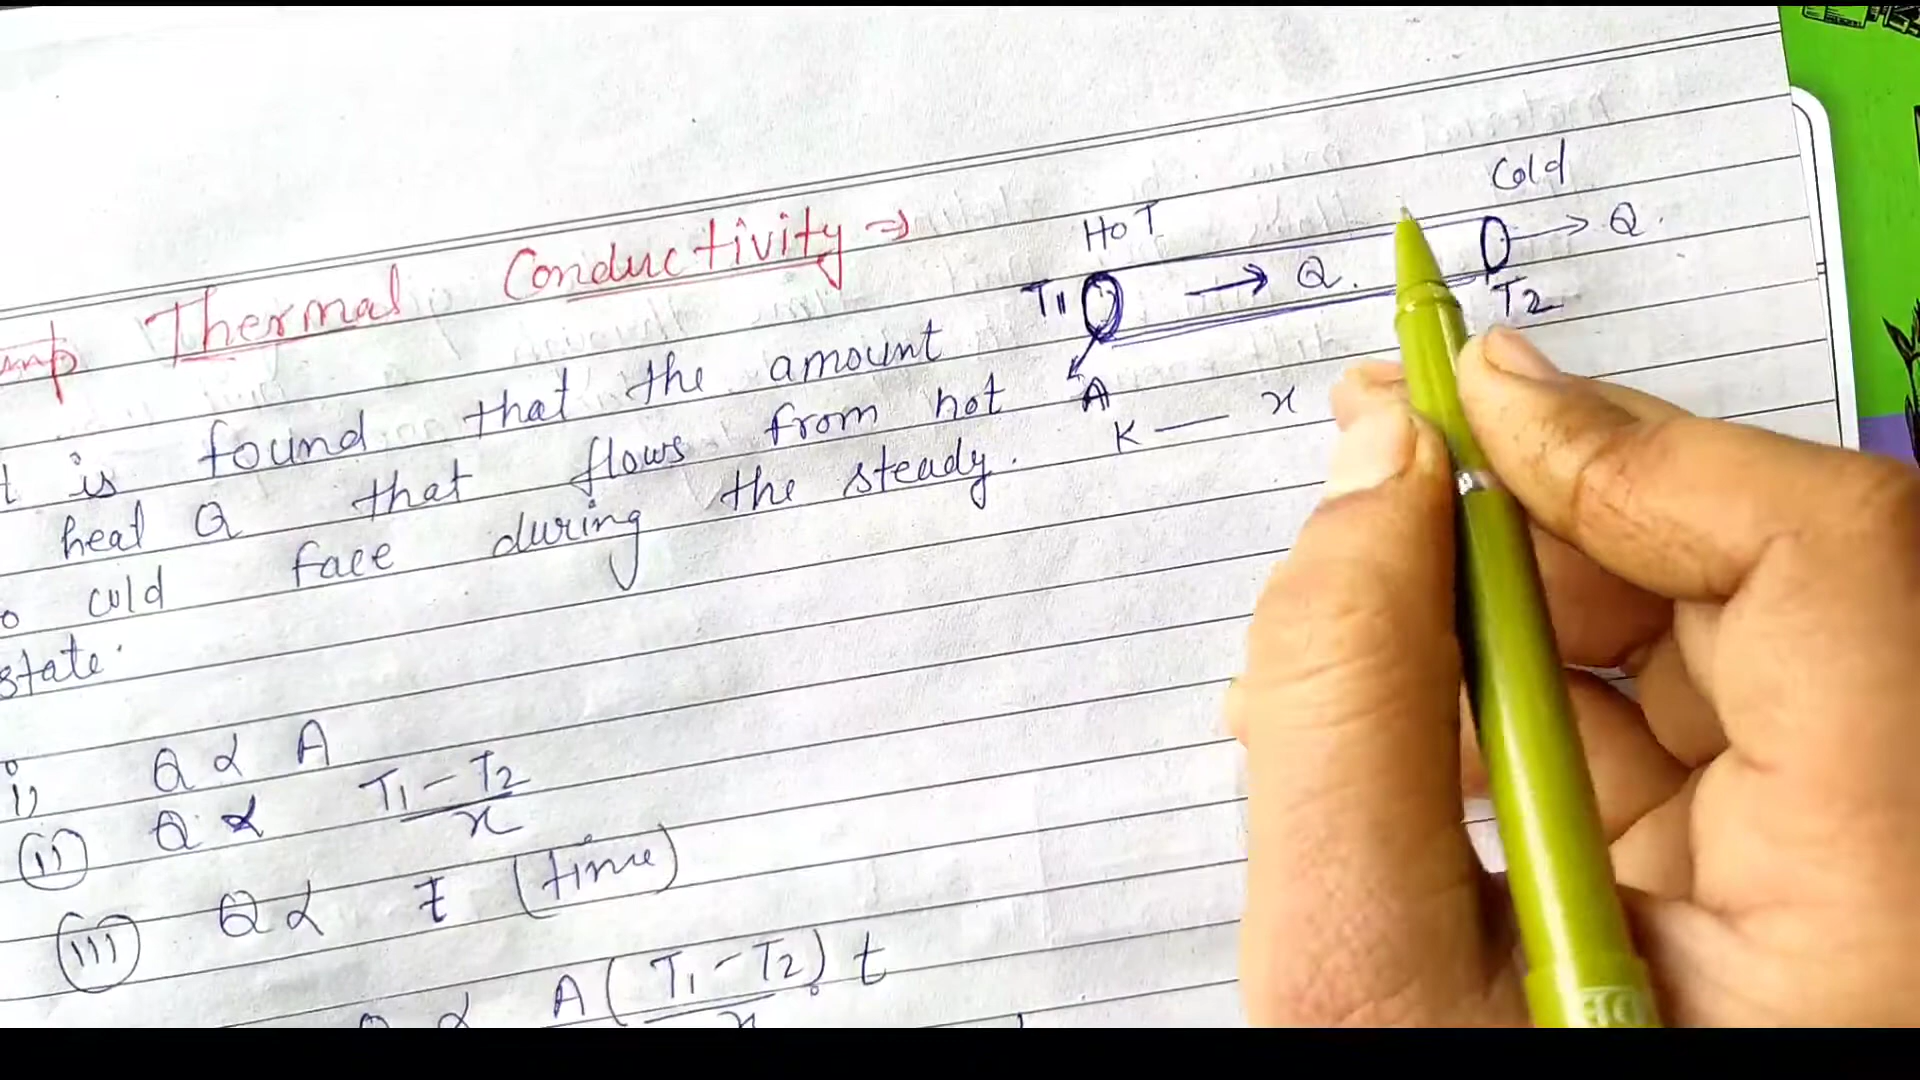 Imp Thermal Conductivity ⇒
t is found that the amount
heat Q that flows from hot
o cold face during the steady.
state.
i) Q α A
(ii) Q α T1 - T2 / x
(iii) Q α t (time)
Q α A (T1 - T2 / x) t
HOT
Cold
T1
→ Q.
→ Q.
T2
A
K — x